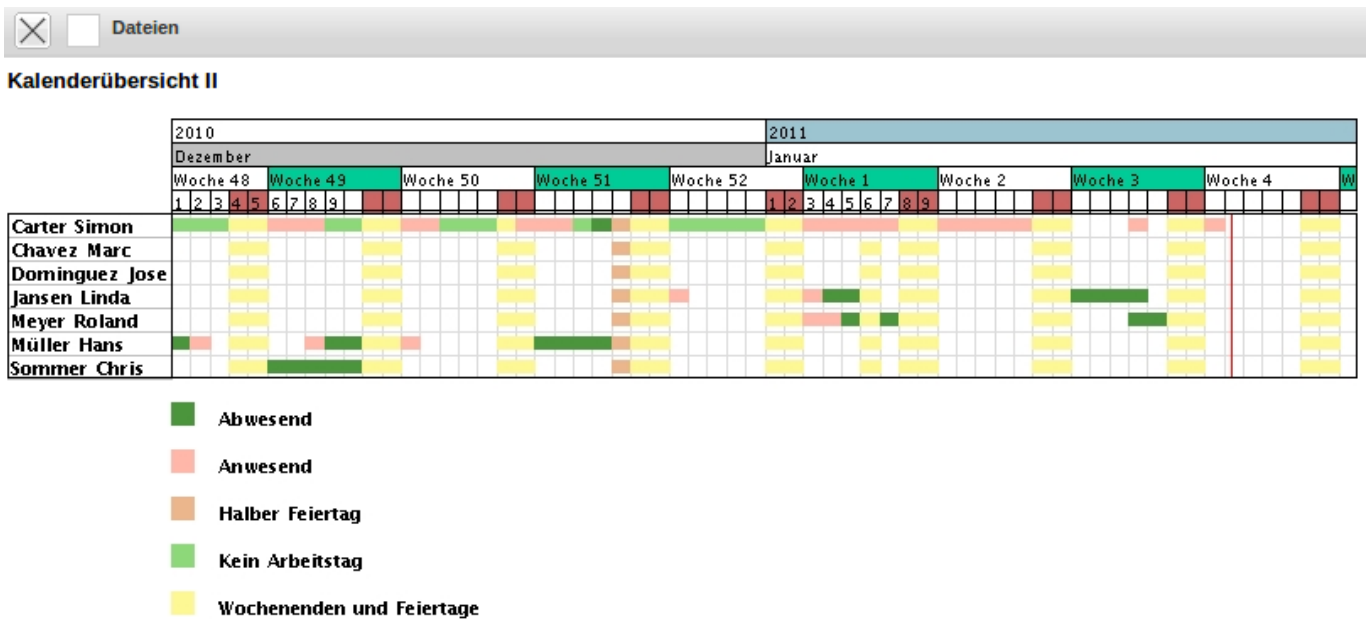 Dateien
Kalenderübersicht II
2010 2011
Dezember Januar
Woche 48 Woche 49 Woche 50 Woche 51 Woche 52 Woche 1 Woche 2 Woche 3 Woche 4 W
1 2 3 4 5 6 7 8 9 1 2 3 4 5 6 7 8 9
Carter Simon
Chavez Marc
Dominguez Jose
Jansen Linda
Meyer Roland
Müller Hans
Sommer Chris
Abwesend
Anwesend
Halber Feiertag
Kein Arbeitstag
Wochenenden und Feiertage